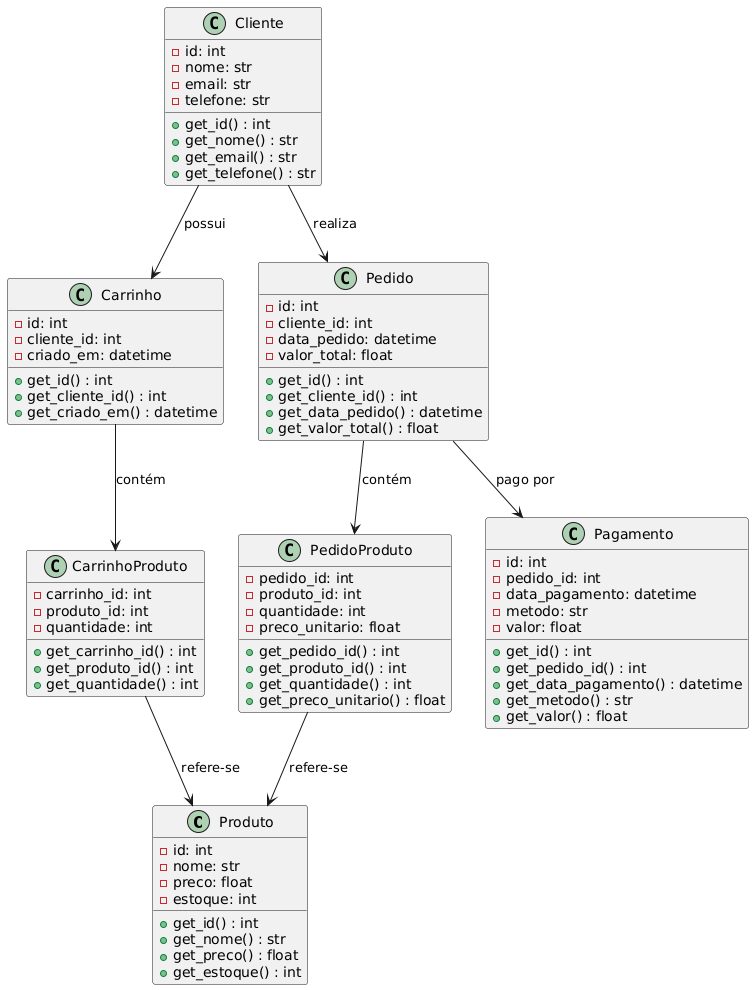 Cliente
id: int
nome: str
email: str
telefone: str
get_id() : int
get_nome() : str
get_email() : str
get_telefone() : str
possui
realiza
Carrinho
id: int
cliente_id: int
criado_em: datetime
get_id() : int
get_cliente_id() : int
get_criado_em() : datetime
Pedido
id: int
cliente_id: int
data_pedido: datetime
valor_total: float
get_id() : int
get_cliente_id() : int
get_data_pedido() : datetime
get_valor_total() : float
contém
contém
pago por
CarrinhoProduto
carrinho_id: int
produto_id: int
quantidade: int
get_carrinho_id() : int
get_produto_id() : int
get_quantidade() : int
PedidoProduto
pedido_id: int
produto_id: int
quantidade: int
preco_unitario: float
get_pedido_id() : int
get_produto_id() : int
get_quantidade() : int
get_preco_unitario() : float
Pagamento
id: int
pedido_id: int
data_pagamento: datetime
metodo: str
valor: float
get_id() : int
get_pedido_id() : int
get_data_pagamento() : datetime
get_metodo() : str
get_valor() : float
refere-se
refere-se
Produto
id: int
nome: str
preco: float
estoque: int
get_id() : int
get_nome() : str
get_preco() : float
get_estoque() : int